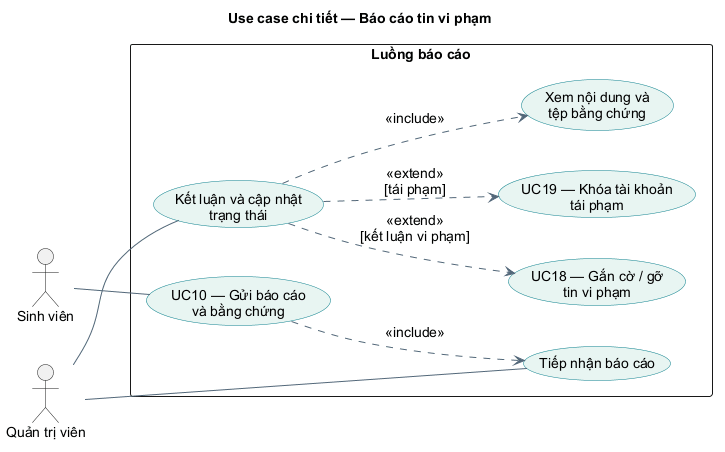 Use case chi tiết — Báo cáo tin vi phạm
Luồng báo cáo
Xem nội dung và
tệp bằng chứng
«include»
Kết luận và cập nhật
trạng thái
«extend»
[tái phạm]
UC19 — Khóa tài khoản
tái phạm
«extend»
[kết luận vi phạm]
UC18 — Gắn cờ / gỡ
tin vi phạm
Sinh viên
UC10 — Gửi báo cáo
và bằng chứng
«include»
Tiếp nhận báo cáo
Quản trị viên